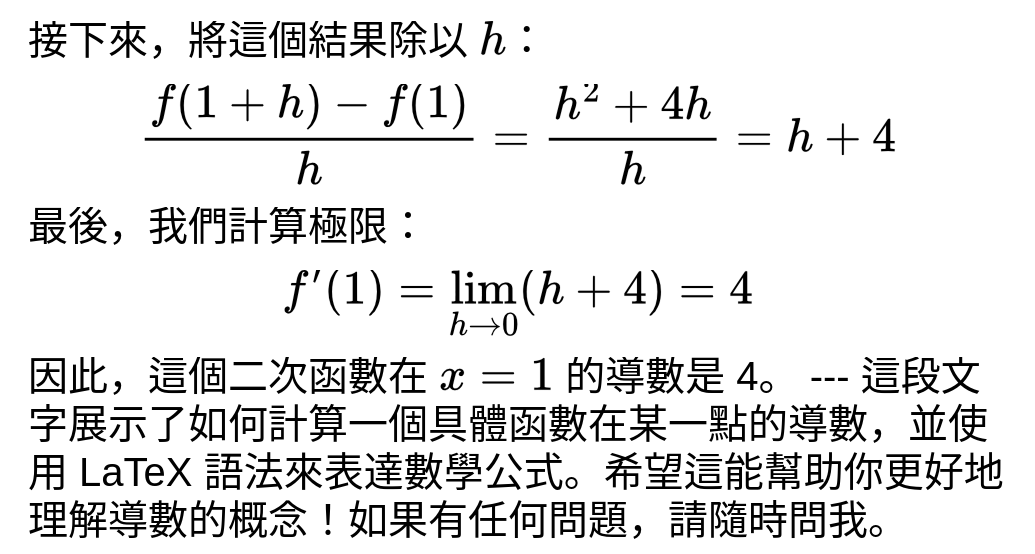 接下來，將這個結果除以 $h$：
$$\frac{f(1+h)-f(1)}{h}=\frac{h^2+4h}{h}=h+4$$
最後，我們計算極限：
$$f'(1)=\lim_{h\to 0}(h+4)=4$$
因此，這個二次函數在 $x=1$ 的導數是 4。 --- 這段文
字展示了如何計算一個具體函數在某一點的導數，並使
用 LaTeX 語法來表達數學公式。希望這能幫助你更好地
理解導數的概念！如果有任何問題，請隨時問我。